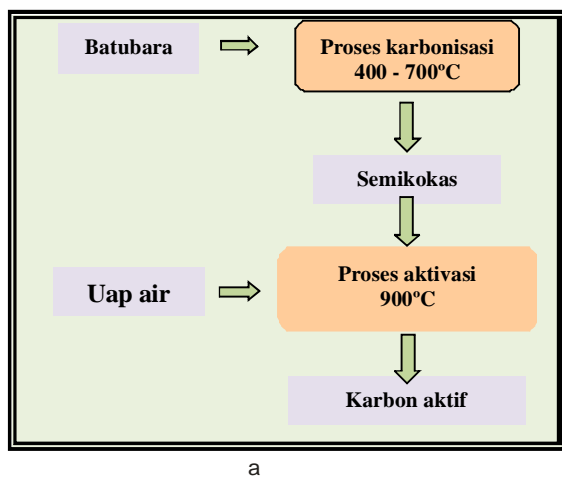 Batubara
Proses karbonisasi
400 - 700ºC
Semikokas
Uap air
Proses aktivasi
900ºC
Karbon aktif
a